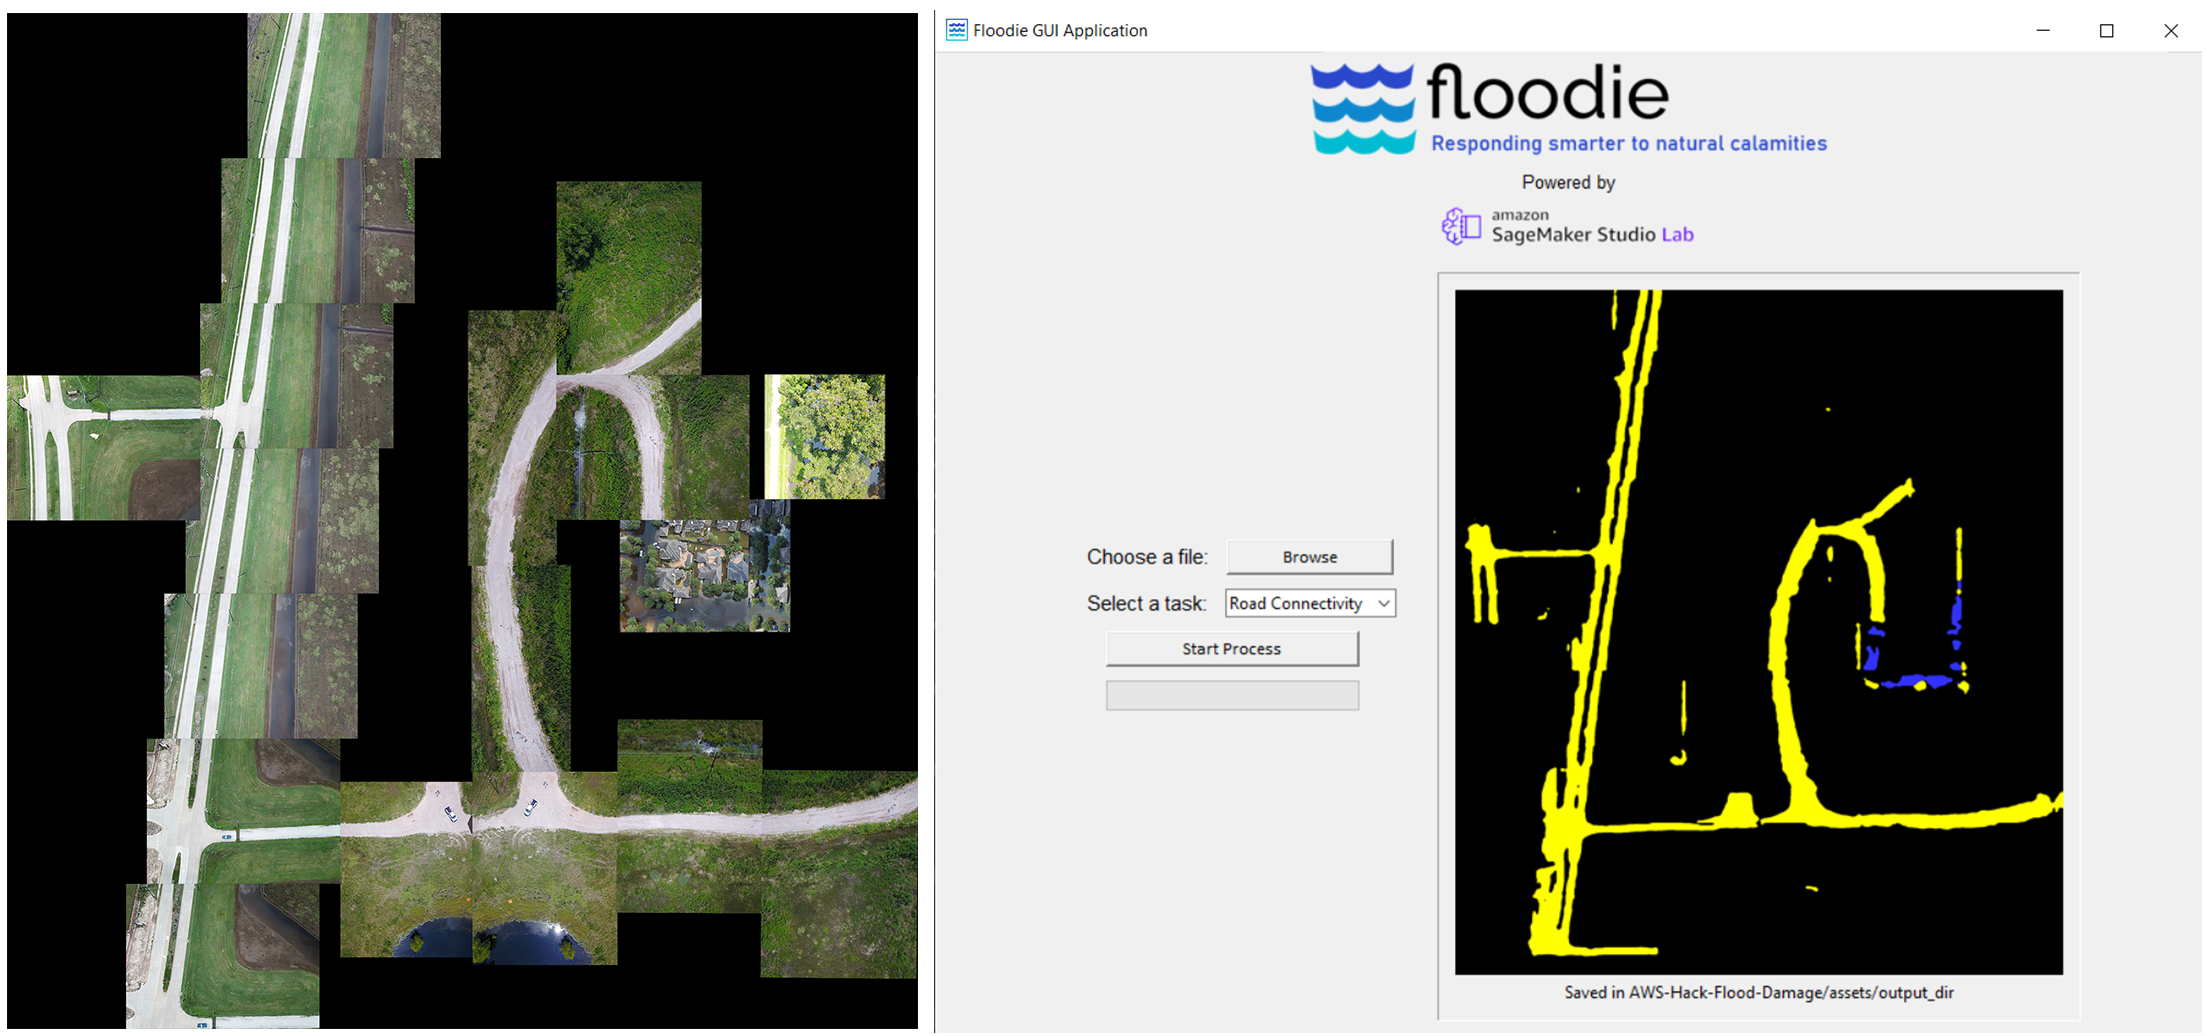 Floodie GUI Application
floodie
Responding smarter to natural calamities
Powered by
amazon
SageMaker Studio Lab
Choose a file:
Browse
Select a task:
Road Connectivity
Start Process
Saved in AWS-Hack-Flood-Damage/assets/output_dir